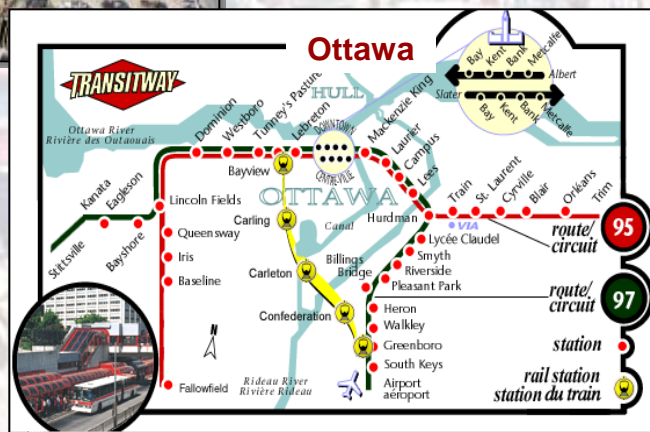 Ottawa
TRANSITWAY
Ottawa River
Rivière des Outaouais
HULL
OTTAWA
DOWNTOWN
CENTRE-VILLE
Bay
Kent
Bank
Metcalfe
Albert
Slater
Bay
Kent
Bank
Metcalfe
Stittsville
Kanata
Eagleson
Bayshore
Lincoln Fields
Queensway
Iris
Baseline
Fallowfield
Dominion
Westboro
Tunney's Pasture
Bayview
Lebreton
Mackenzie King
Laurier
Campus
Lees
Hurdman
Train
VIA
St. Laurent
Cyrville
Blair
Orléans
Trim
Carling
Carleton
Confederation
Canal
Lycée Claudel
Smyth
Riverside
Pleasant Park
Billings
Bridge
Heron
Walkley
Greenboro
South Keys
Airport
aéroport
N
Rideau River
Rivière Rideau
route/
circuit
95
route/
circuit
97
station
rail station
station du train